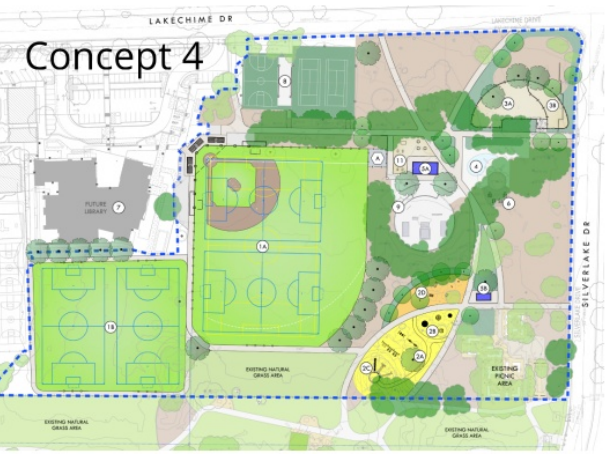 LAKECHIME DR
Concept 4
8
3A
3B
A
11
5A
4
FUTURE
LIBRARY
7
9
6
1A
SILVERLAKE DR
5B
2D
2B
1B
2A
2C
EXISTING NATURAL
GRASS AREA
EXISTING
PICNIC
AREA
EXISTING NATURAL
GRASS AREA
EXISTING NATURAL
GRASS AREA